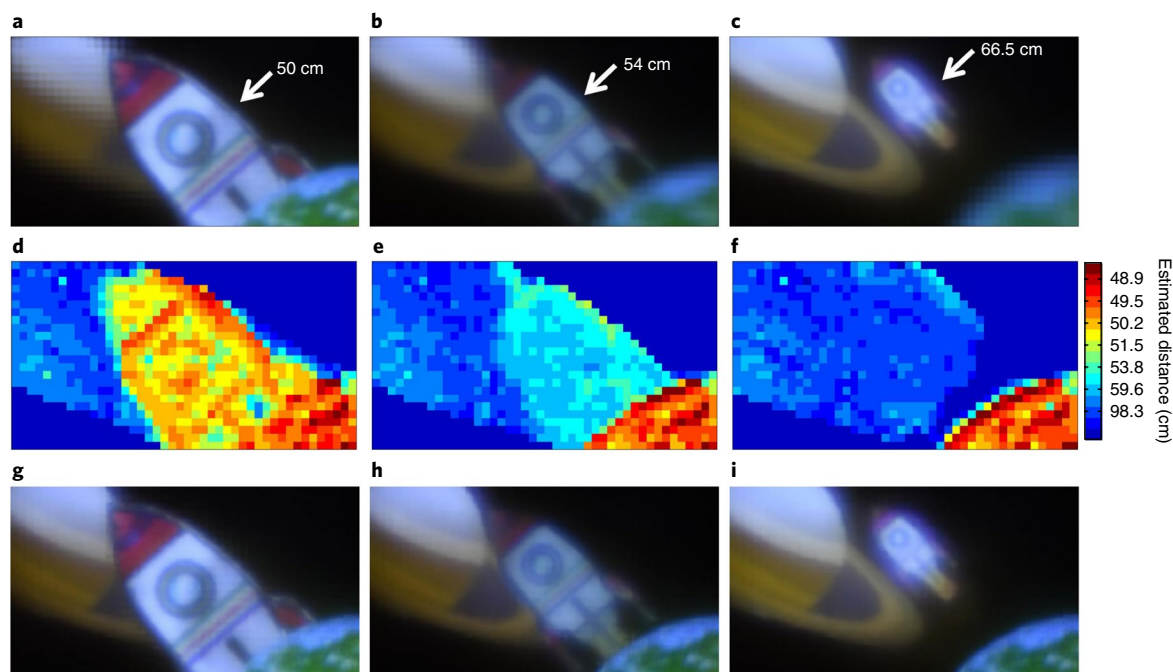 a
b
c
50 cm
54 cm
66.5 cm
d
e
f
48.9
49.5
50.2
51.5
53.8
59.6
98.3
Estimated distance (cm)
g
h
i